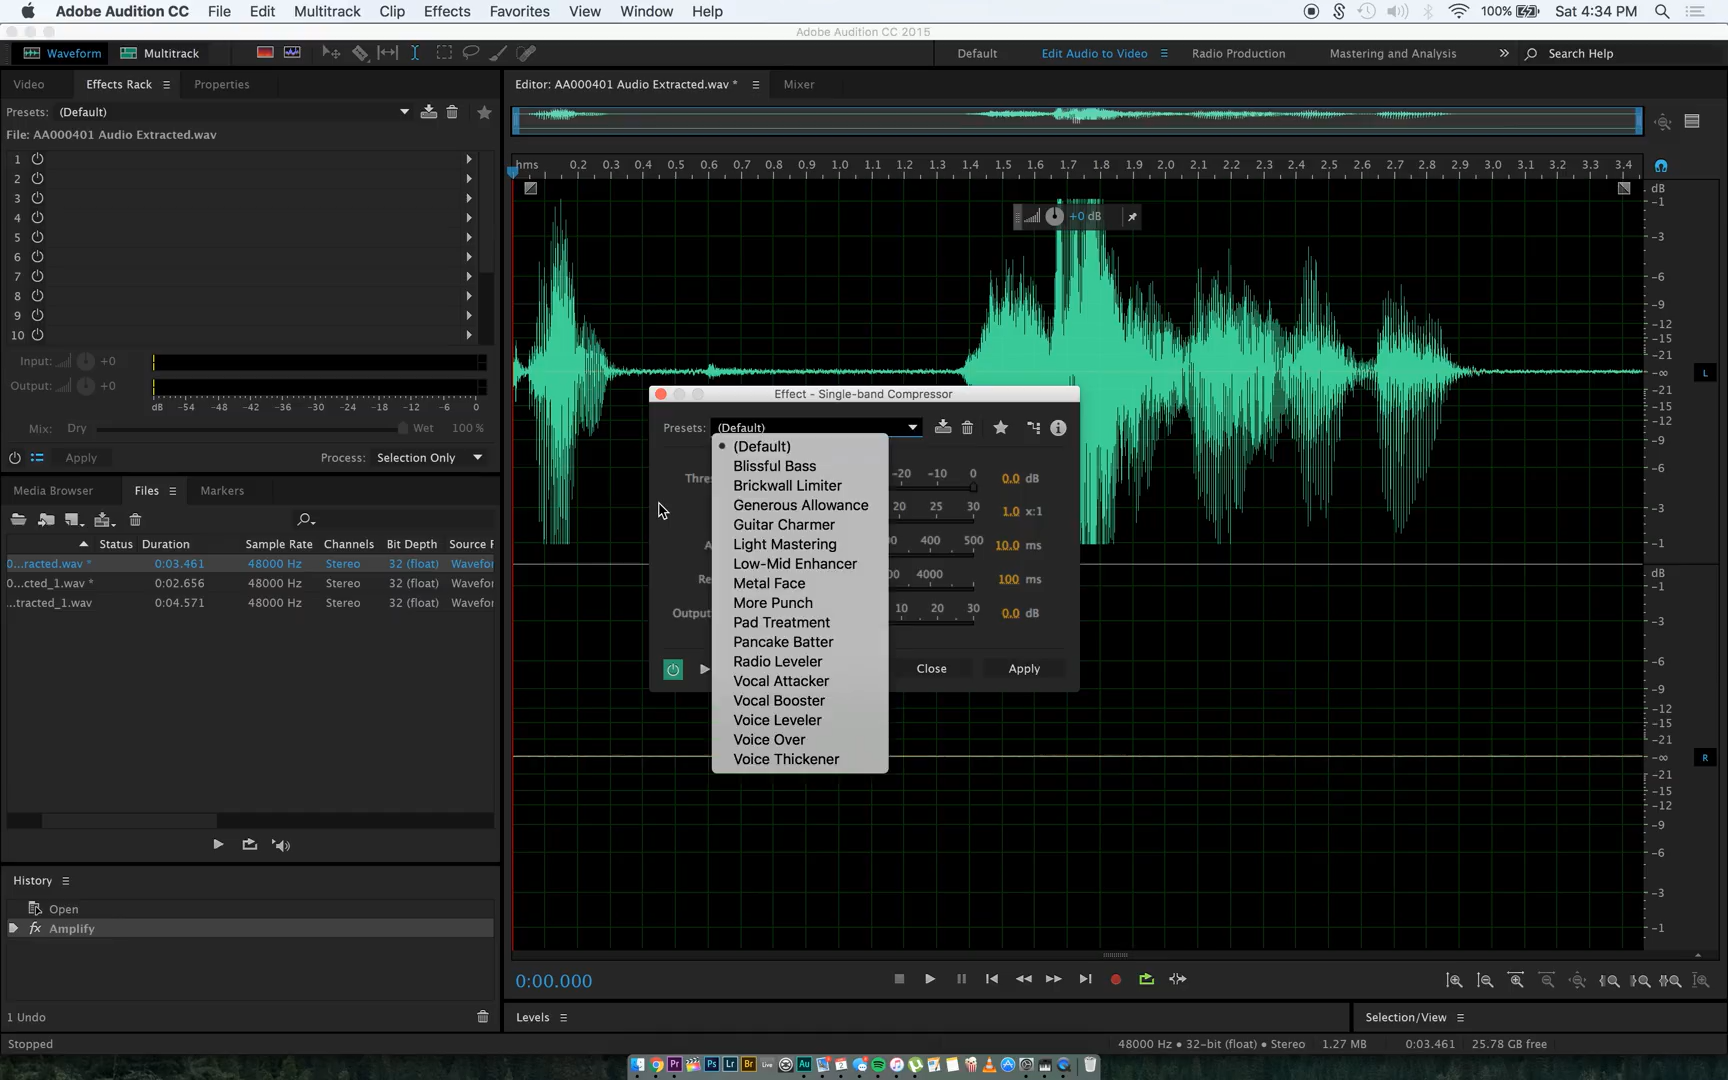 Adobe Audition CC File Edit Multitrack Clip Effects Favorites View Window Help 100% Sat 4:34 PM
Adobe Audition CC 2015
Waveform Multitrack Default Edit Audio to Video Radio Production Mastering and Analysis Search Help
Video Effects Rack Properties Editor: AA000401 Audio Extracted.wav * Mixer
Presets: (Default)
File: AA000401 Audio Extracted.wav
1
2
3
4
5
6
7
8
9
10
Input: +0
Output: +0
dB -54 -48 -42 -36 -30 -24 -18 -12 -6 0
Mix: Dry Wet 100 %
Apply Process: Selection Only
hms 0.2 0.3 0.4 0.5 0.6 0.7 0.8 0.9 1.0 1.1 1.2 1.3 1.4 1.5 1.6 1.7 1.8 1.9 2.0 2.1 2.2 2.3 2.4 2.5 2.6 2.7 2.8 2.9 3.0 3.1 3.2 3.3 3.4
+0 dB
dB
-1
-3
-6
-9
-12
-15
-21
-∞
-21
-15
-12
-9
-6
-3
-1
L
dB
-1
-3
-6
-9
-12
-15
-21
-∞
-21
-15
-12
-9
-6
-3
-1
R
Effect - Single-band Compressor
Presets: (Default)
(Default)
Blissful Bass
Brickwall Limiter
Generous Allowance
Guitar Charmer
Light Mastering
Low-Mid Enhancer
Metal Face
More Punch
Pad Treatment
Pancake Batter
Radio Leveler
Vocal Attacker
Vocal Booster
Voice Leveler
Voice Over
Voice Thickener
Thres -20 -10 0 0.0 dB
20 25 30 1.0 x:1
A 400 500 10.0 ms
Re 4000 100 ms
Output 10 20 30 0.0 dB
Close Apply
Media Browser Files Markers
Status Duration Sample Rate Channels Bit Depth Source F
0...racted.wav * 0:03.461 48000 Hz Stereo 32 (float) Wavefor
0...cted_1.wav * 0:02.656 48000 Hz Stereo 32 (float) Wavefor
...tracted_1.wav 0:04.571 48000 Hz Stereo 32 (float) Wavefor
History
Open
fx Amplify
1 Undo
0:00.000
Levels Selection/View
Stopped 48000 Hz • 32-bit (float) • Stereo 1.27 MB 0:03.461 25.78 GB free
Pr Ps Lr Br Live Au